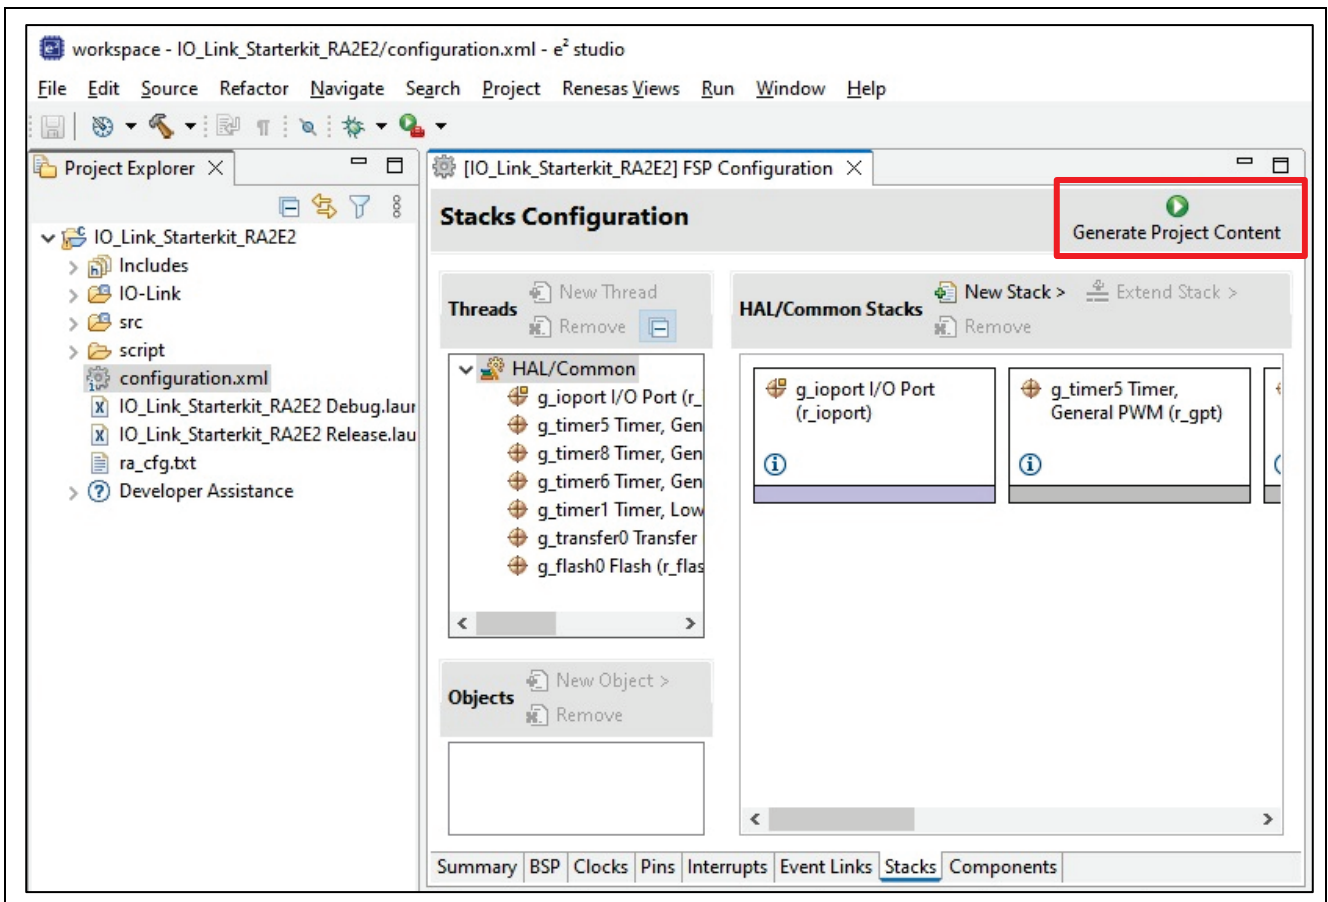 workspace - IO_Link_Starterkit_RA2E2/configuration.xml - e² studio
File Edit Source Refactor Navigate Search Project Renesas Views Run Window Help
Project Explorer
[IO_Link_Starterkit_RA2E2] FSP Configuration
Stacks Configuration
Generate Project Content
IO_Link_Starterkit_RA2E2
Includes
IO-Link
src
script
configuration.xml
IO_Link_Starterkit_RA2E2 Debug.laur
IO_Link_Starterkit_RA2E2 Release.lau
ra_cfg.txt
Developer Assistance
Threads
New Thread
Remove
HAL/Common
g_ioport I/O Port (r_
g_timer5 Timer, Gen
g_timer8 Timer, Gen
g_timer6 Timer, Gen
g_timer1 Timer, Low
g_transfer0 Transfer
g_flash0 Flash (r_flas
Objects
New Object >
Remove
HAL/Common Stacks
New Stack >
Extend Stack >
Remove
g_ioport I/O Port
(r_ioport)
g_timer5 Timer,
General PWM (r_gpt)
Summary BSP Clocks Pins Interrupts Event Links Stacks Components